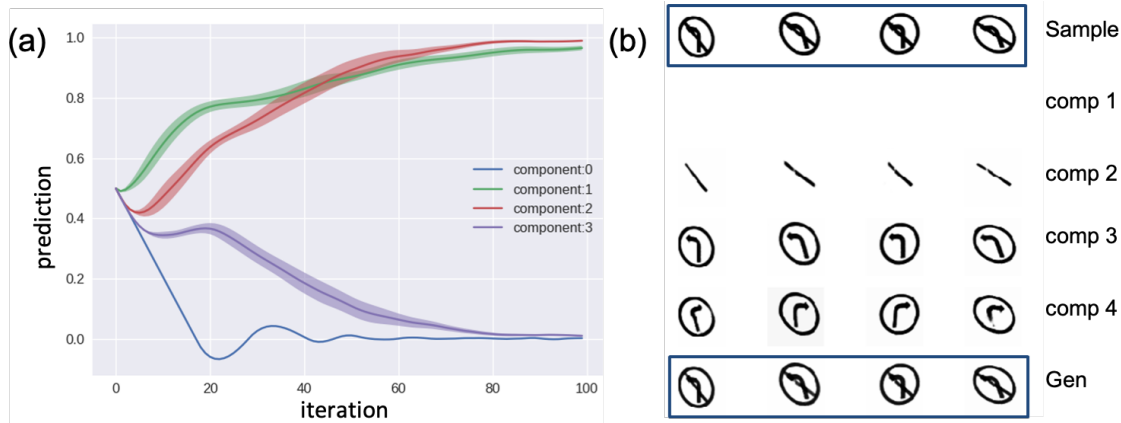 (a)
prediction
1.0
0.8
0.6
0.4
0.2
0.0
component:0
component:1
component:2
component:3
0 20 40 60 80 100
iteration
(b)
Sample
comp 1
comp 2
comp 3
comp 4
Gen